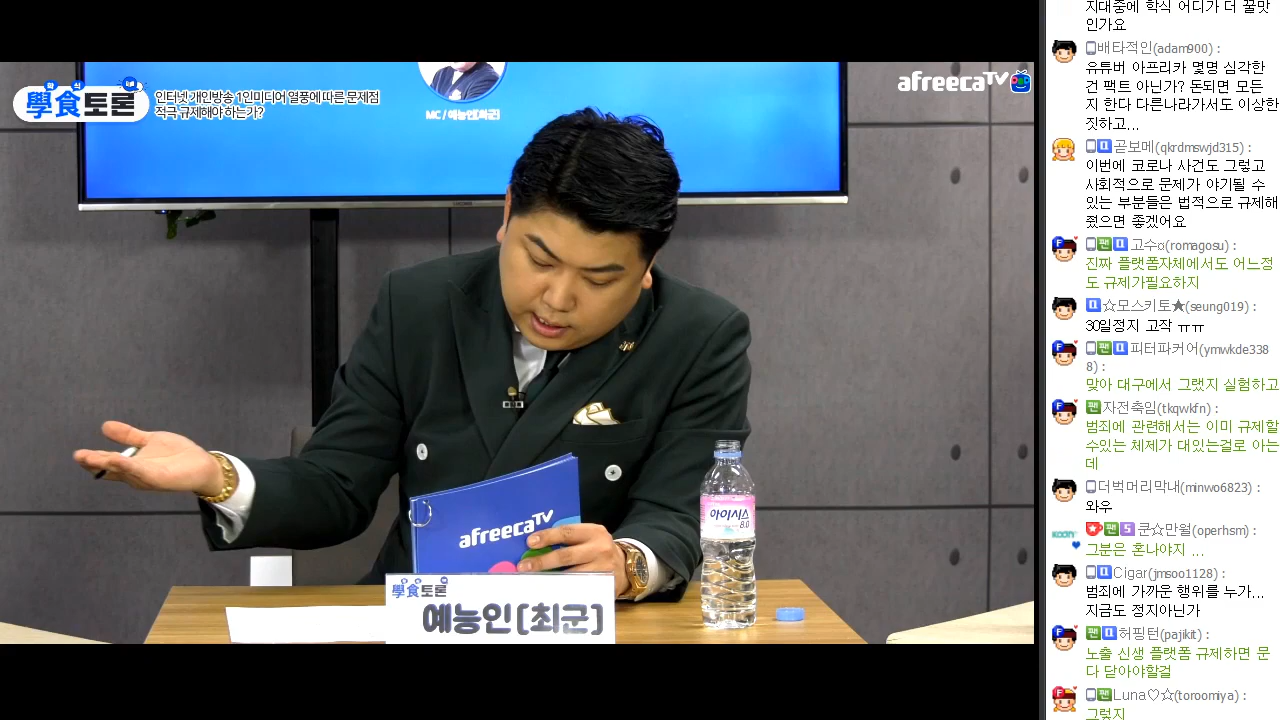 學食토론
학 식
인터넷 개인방송 1인미디어 열풍에 따른 문제점
적극 규제해야 하는가?
MC / 예능인[최군]
afreecaTV
afreecaTV
아이시스
8.0
學食토론
예능인[최군]
지대중에 학식 어디가 더 꿀맛
인가요
배타적인(adam900) :
유튜버 아프리카 몇명 심각한
건 팩트 아닌가? 돈되면 모든
지 한다 다른나라가서도 이상한
짓하고...
곧보메(qkrdmswjd315) :
이번에 코로나 사건도 그렇고
사회적으로 문제가 야기될 수
있는 부분들은 법적으로 규제해
줬으면 좋겠어요
F 팬 고수¤(romagosu) :
진짜 플랫폼자체에서도 어느정
도 규제가필요하지
☆모스키토★(seung019) :
30일정지 고작 ㅠㅠ
F 팬 피터파커어(ymwkde338
8) :
맞아 대구에서 그랬지 실험하고
F 팬 자전축임(tkqwkfn) :
범죄에 관련해서는 이미 규제할
수있는 체제가 대있는걸로 아는
데
더벅머리막내(minwo6823) :
와우
팬 S 쿤☆만월(operhsm) :
그분은 혼나야지 ...
Cigar(jmsoo1128) :
범죄에 가까운 행위를 누가...
지금도 정지아닌가
F 팬 허핑턴(pajikit) :
노출 신생 플랫폼 규제하면 문
다 닫아야할걸
F 팬 Luna♡☆(toroomiya) :
그렇지